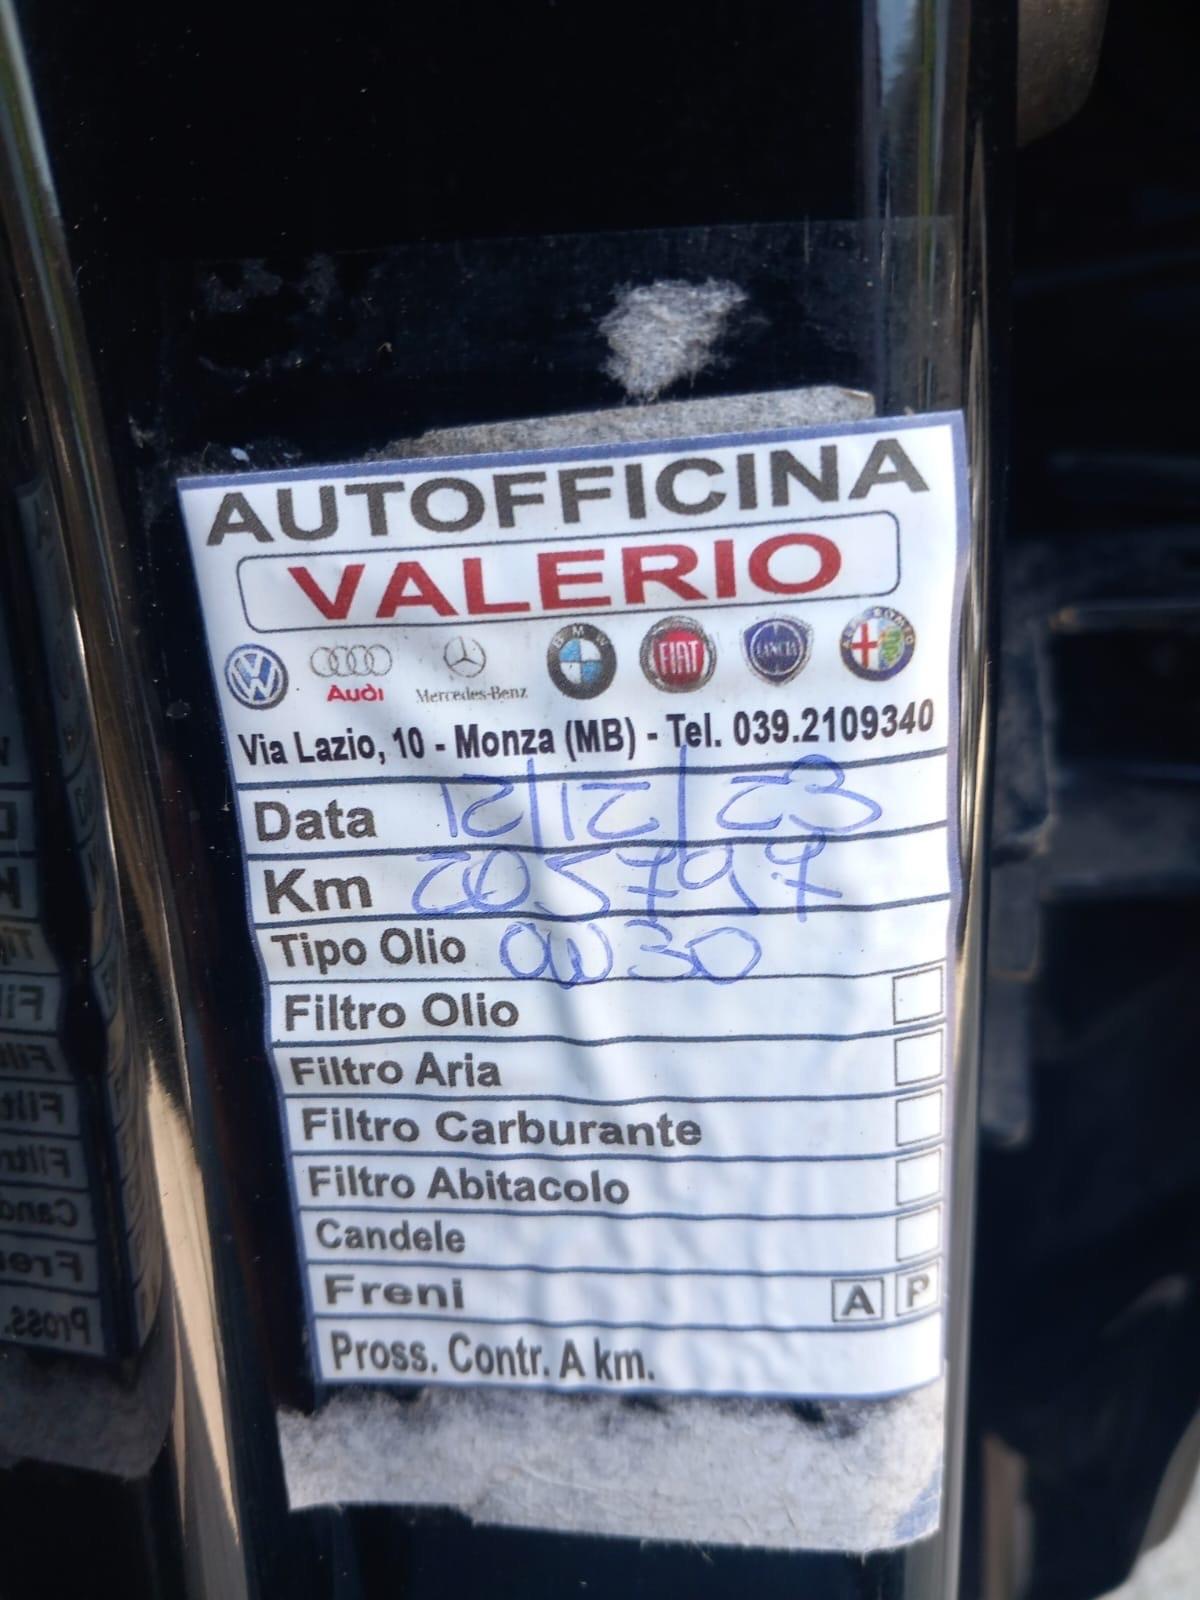 AUTOFFICINA
VALERIO
VW Audi Mercedes-Benz BMW FIAT LANCIA ALFA ROMEO
Via Lazio, 10 - Monza (MB) - Tel. 039.2109340
Data 12/12/23
Km 205797
Tipo Olio 0W30
Filtro Olio
Filtro Aria
Filtro Carburante
Filtro Abitacolo
Candele
Freni A P
Pross. Contr. A km.